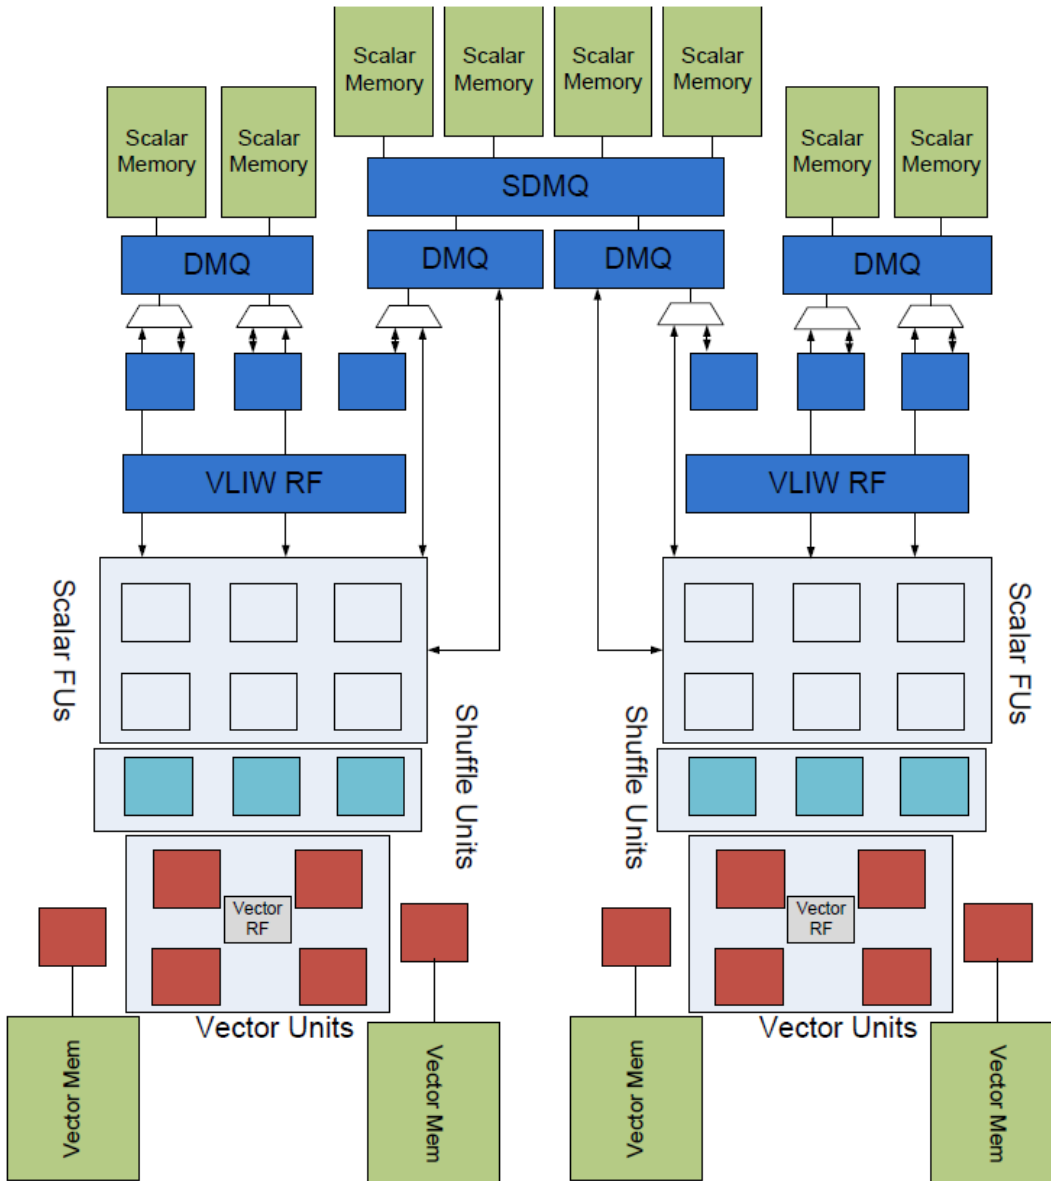 Scalar
Memory
Scalar
Memory
Scalar
Memory
Scalar
Memory
Scalar
Memory
Scalar
Memory
Scalar
Memory
Scalar
Memory
SDMQ
DMQ
DMQ
DMQ
DMQ
VLIW RF
VLIW RF
Scalar FUs
Scalar FUs
Shuffle Units
Shuffle Units
Vector
RF
Vector
RF
Vector Units
Vector Units
Vector Mem
Vector Mem
Vector Mem
Vector Mem